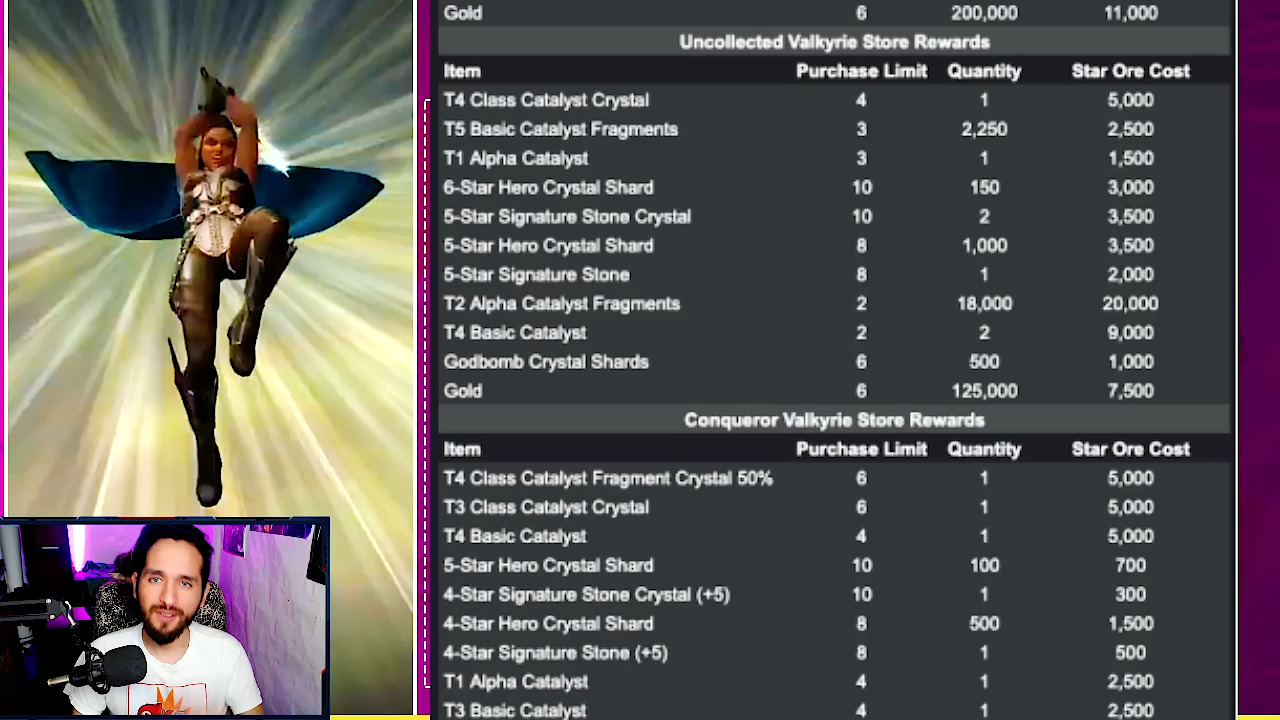 Gold 6 200,000 11,000
Uncollected Valkyrie Store Rewards
Item Purchase Limit Quantity Star Ore Cost
T4 Class Catalyst Crystal 4 1 5,000
T5 Basic Catalyst Fragments 3 2,250 2,500
T1 Alpha Catalyst 3 1 1,500
6-Star Hero Crystal Shard 10 150 3,000
5-Star Signature Stone Crystal 10 2 3,500
5-Star Hero Crystal Shard 8 1,000 3,500
5-Star Signature Stone 8 1 2,000
T2 Alpha Catalyst Fragments 2 18,000 20,000
T4 Basic Catalyst 2 2 9,000
Godbomb Crystal Shards 6 500 1,000
Gold 6 125,000 7,500
Conqueror Valkyrie Store Rewards
Item Purchase Limit Quantity Star Ore Cost
T4 Class Catalyst Fragment Crystal 50% 6 1 5,000
T3 Class Catalyst Crystal 6 1 5,000
T4 Basic Catalyst 4 1 5,000
5-Star Hero Crystal Shard 10 100 700
4-Star Signature Stone Crystal (+5) 10 1 300
4-Star Hero Crystal Shard 8 500 1,500
4-Star Signature Stone (+5) 8 1 500
T1 Alpha Catalyst 4 1 2,500
T3 Basic Catalyst 4 1 2,500